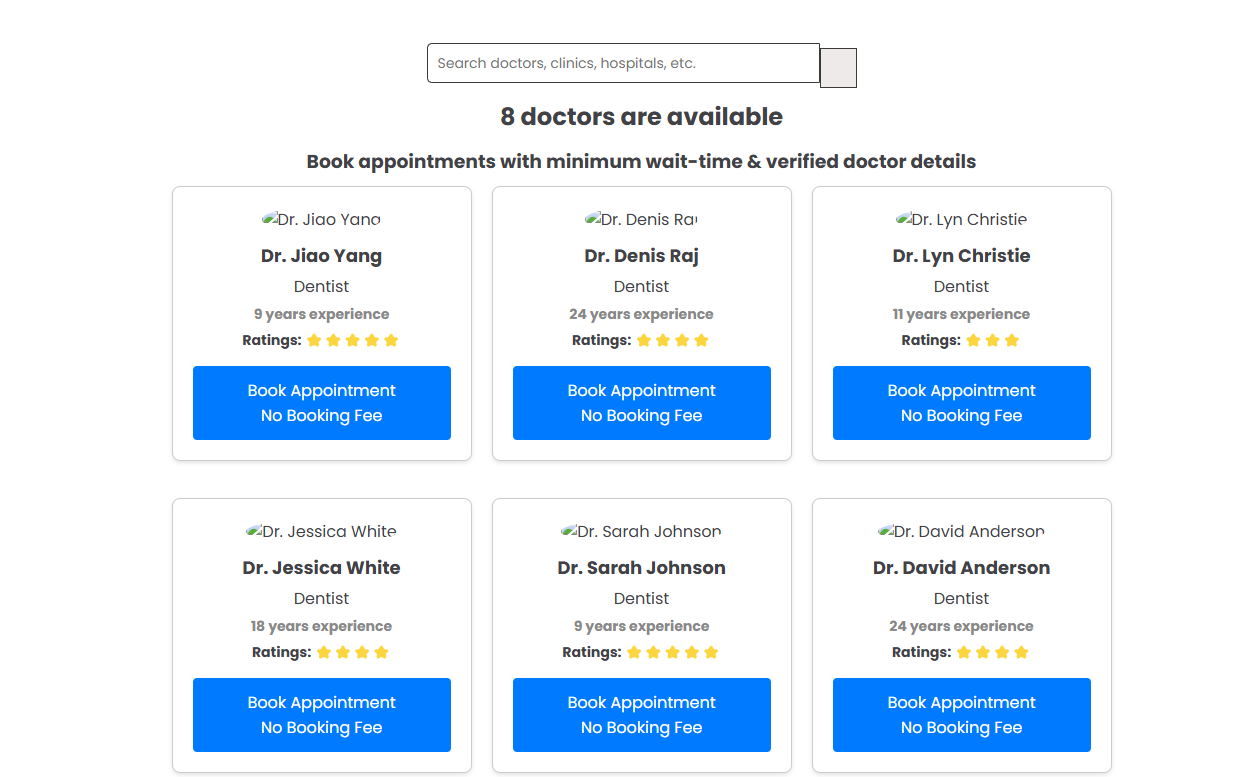 Search doctors, clinics, hospitals, etc.
8 doctors are available
Book appointments with minimum wait-time & verified doctor details
Dr. Jiao Yang
Dr. Jiao Yang
Dentist
9 years experience
Ratings:
Book Appointment
No Booking Fee
Dr. Denis Raj
Dr. Denis Raj
Dentist
24 years experience
Ratings:
Book Appointment
No Booking Fee
Dr. Lyn Christie
Dr. Lyn Christie
Dentist
11 years experience
Ratings:
Book Appointment
No Booking Fee
Dr. Jessica White
Dr. Jessica White
Dentist
18 years experience
Ratings:
Book Appointment
No Booking Fee
Dr. Sarah Johnson
Dr. Sarah Johnson
Dentist
9 years experience
Ratings:
Book Appointment
No Booking Fee
Dr. David Anderson
Dr. David Anderson
Dentist
24 years experience
Ratings:
Book Appointment
No Booking Fee